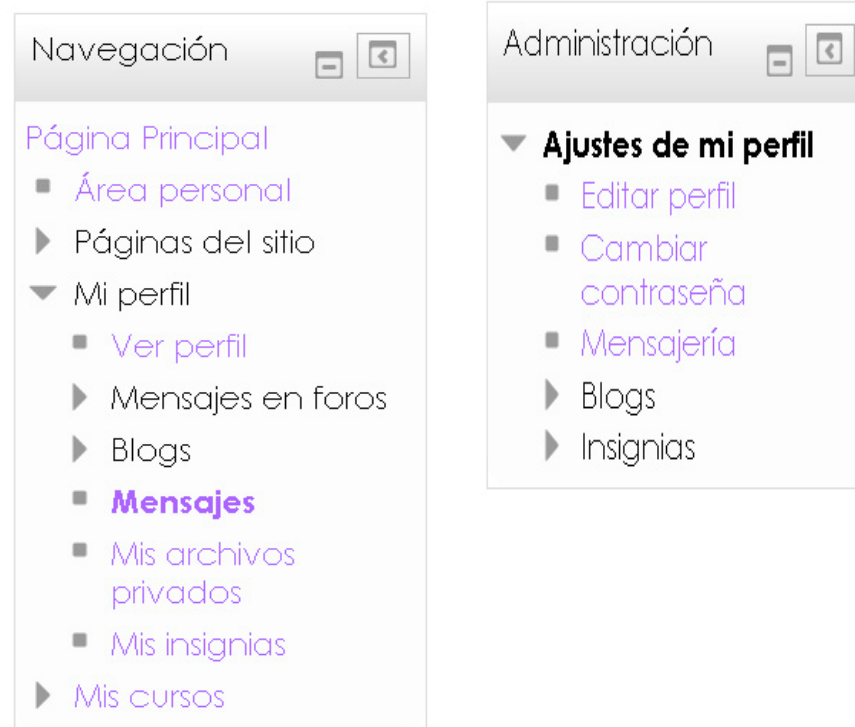 Navegación
Página Principal
Área personal
Páginas del sitio
Mi perfil
Ver perfil
Mensajes en foros
Blogs
Mensajes
Mis archivos
privados
Mis insignias
Mis cursos
Administración
Ajustes de mi perfil
Editar perfil
Cambiar
contraseña
Mensajería
Blogs
Insignias